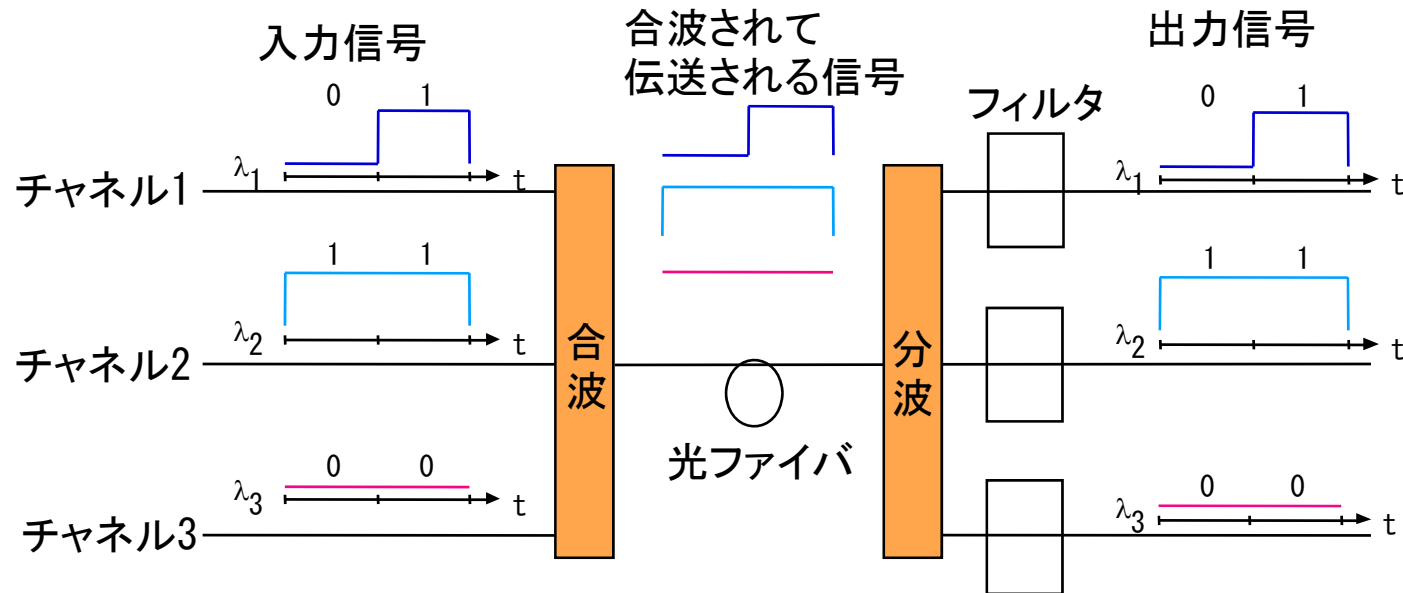 入力信号
合波されて
伝送される信号
出力信号
フィルタ
0 1
λ1 t
チャネル1
1 1
λ2 t
チャネル2
0 0
λ3 t
チャネル3
合波
光ファイバ
分波
0 1
λ1 t
1 1
λ2 t
0 0
λ3 t